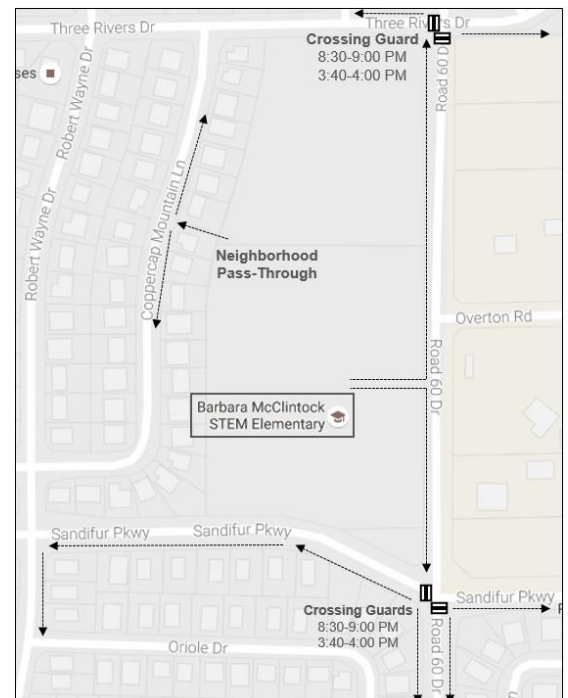 Three Rivers Dr
Three Rivers Dr
Crossing Guard
8:30-9:00 PM
3:40-4:00 PM
Road 60 Dr
ses
Robert Wayne Dr
Robert Wayne Dr
Coppercap Mountain Ln
Neighborhood
Pass-Through
Overton Rd
Road 60 Dr
Barbara McClintock
STEM Elementary
Sandifur Pkwy
Sandifur Pkwy
Sandifur Pkwy
Crossing Guards
8:30-9:00 PM
3:40-4:00 PM
Road 60 Dr
Oriole Dr